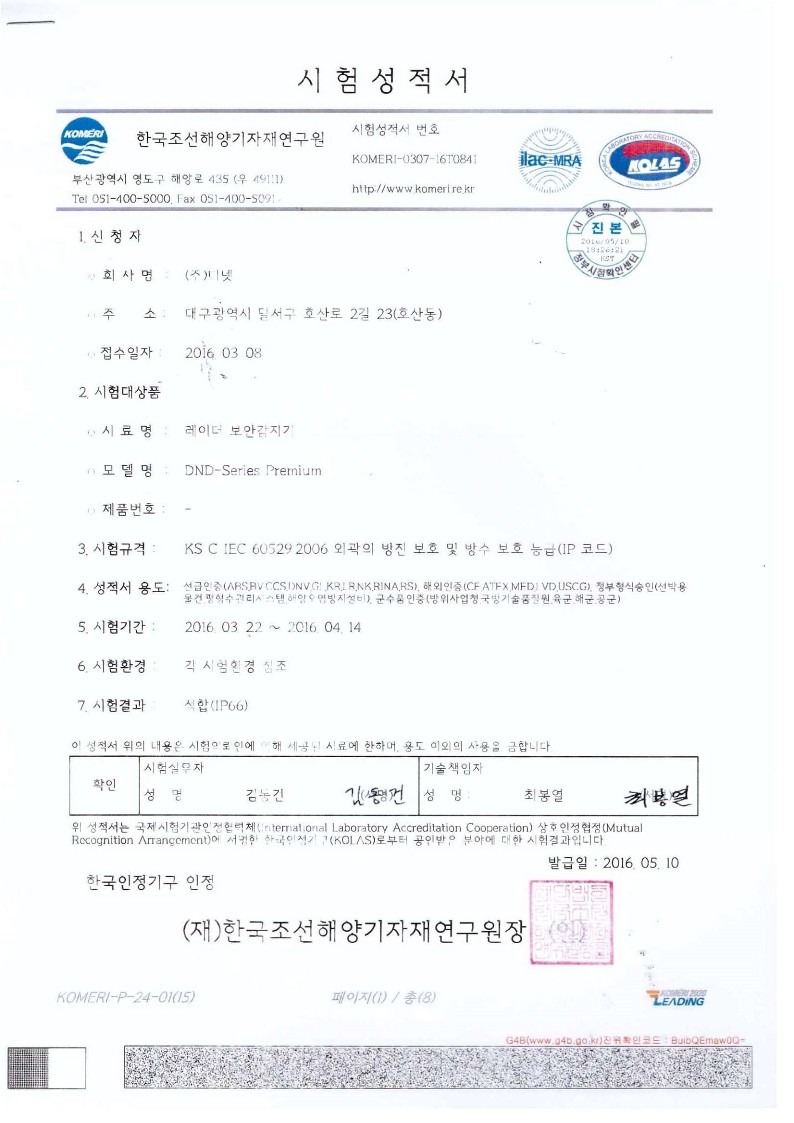 시험성적서
KOMERI
한국조선해양기자재연구원
부산광역시 영도구 해양로 435 (우 49111)
Tel 051-400-5000, Fax 051-400-5091
시험성적서 번호
KOMERI-0307-16T0841
http://www.komeri.re.kr
ilac-MRA
KOREA LABORATORY ACCREDITATION SCHEME
KOLAS
시점확인필
진본
2016/05/10
18:26:21
KST
정부시점확인센터
1. 신 청 자
○ 회 사 명 : (주)디넷
○ 주 소 : 대구광역시 달서구 호산로 2길 23(호산동)
○ 접수일자 : 2016. 03. 08
2. 시험대상품
○ 시 료 명 : 레이더 보안감지기
○ 모 델 명 : DND-Series Premium
○ 제품번호 : -
3. 시험규격 : KS C IEC 60529:2006 외곽의 방진 보호 및 방수 보호 등급(IP 코드)
4. 성적서 용도: 선급인증(ABS,BV,CCS,DNV,GL,KR,LR,NK,RINA,RS), 해외인증(CE,ATEX,MED,LVD,USCG), 정부형식승인(선박용
물건,평형수관리시스템,해양오염방지설비), 군수품인증(방위사업청,국방기술품질원,육군,해군,공군)
5. 시험기간 : 2016. 03. 22 ~ 2016. 04. 14
6. 시험환경 : 각 시험환경 참조
7. 시험결과 : 적합(IP66)
이 성적서 위의 내용은 시험의뢰인에 의해 제공된 시료에 한하며, 용도 이외의 사용을 금합니다.
확인
시험실무자
성 명 김동건 김동건
기술책임자
성 명 : 최봉열 최봉열
위 성적서는 국제시험기관인정협력체(International Laboratory Accreditation Cooperation) 상호인정협정(Mutual
Recognition Arrangement)에 서명한 한국인정기구(KOLAS)로부터 공인받은 분야에 대한 시험결과입니다.
발급일 : 2016. 05. 10
한국인정기구 인정
(재)한국조선해양기자재연구원장 (인)
KOMERI-P-24-01(15)
페이지(1) / 총(8)
KOMERI 2020
LEADING
G4B(www.g4b.go.kr)진위확인코드 : BuibQEmaw0Q=